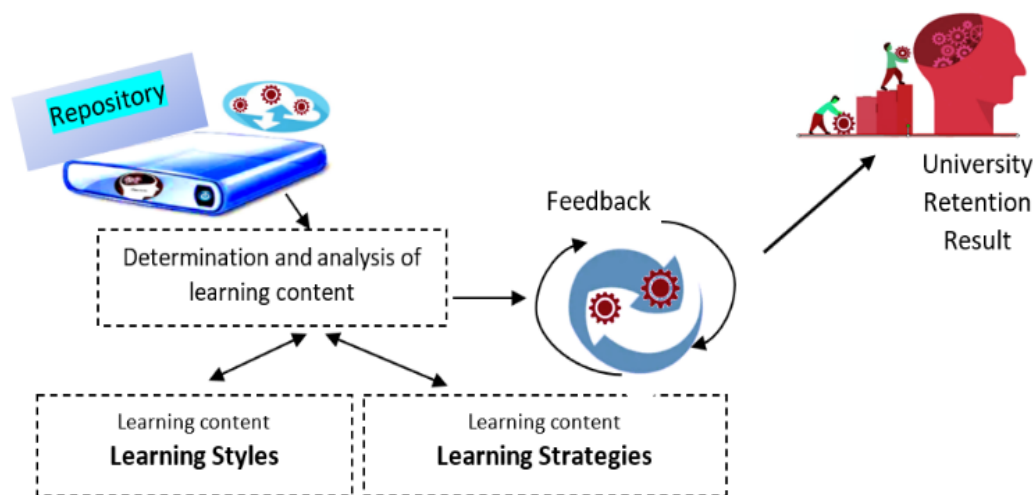 Repository
University
Retention
Result
Feedback
Determination and analysis of
learning content
Learning content
Learning Styles
Learning content
Learning Strategies